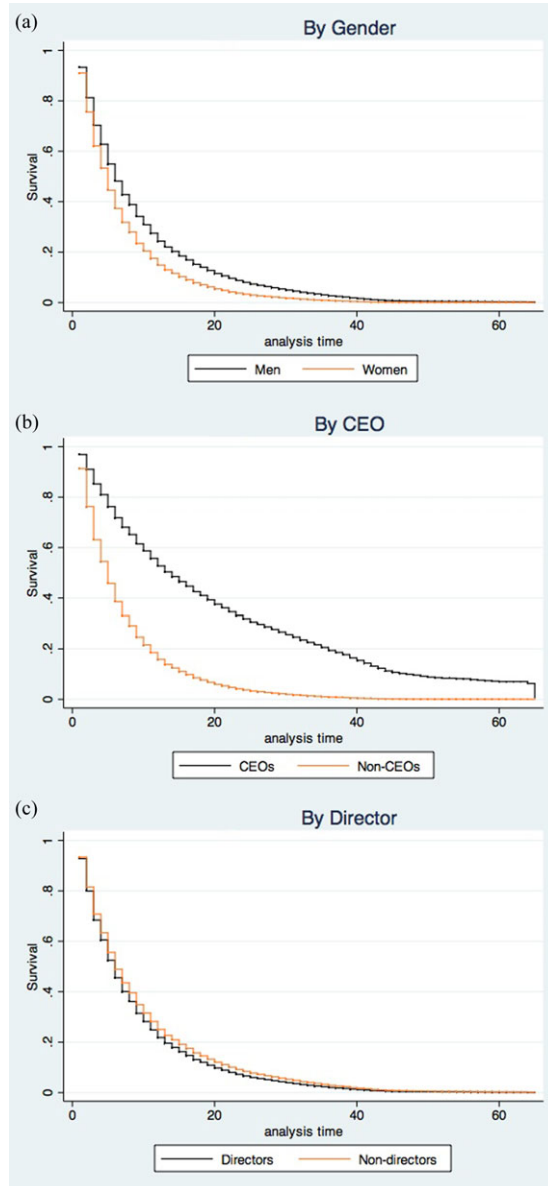 (a)
By Gender
1
.8
.6
.4
.2
0
Survival
0 20 40 60
analysis time
Men Women
(b)
By CEO
1
.8
.6
.4
.2
0
Survival
0 20 40 60
analysis time
CEOs Non-CEOs
(c)
By Director
1
.8
.6
.4
.2
0
Survival
0 20 40 60
analysis time
Directors Non-directors